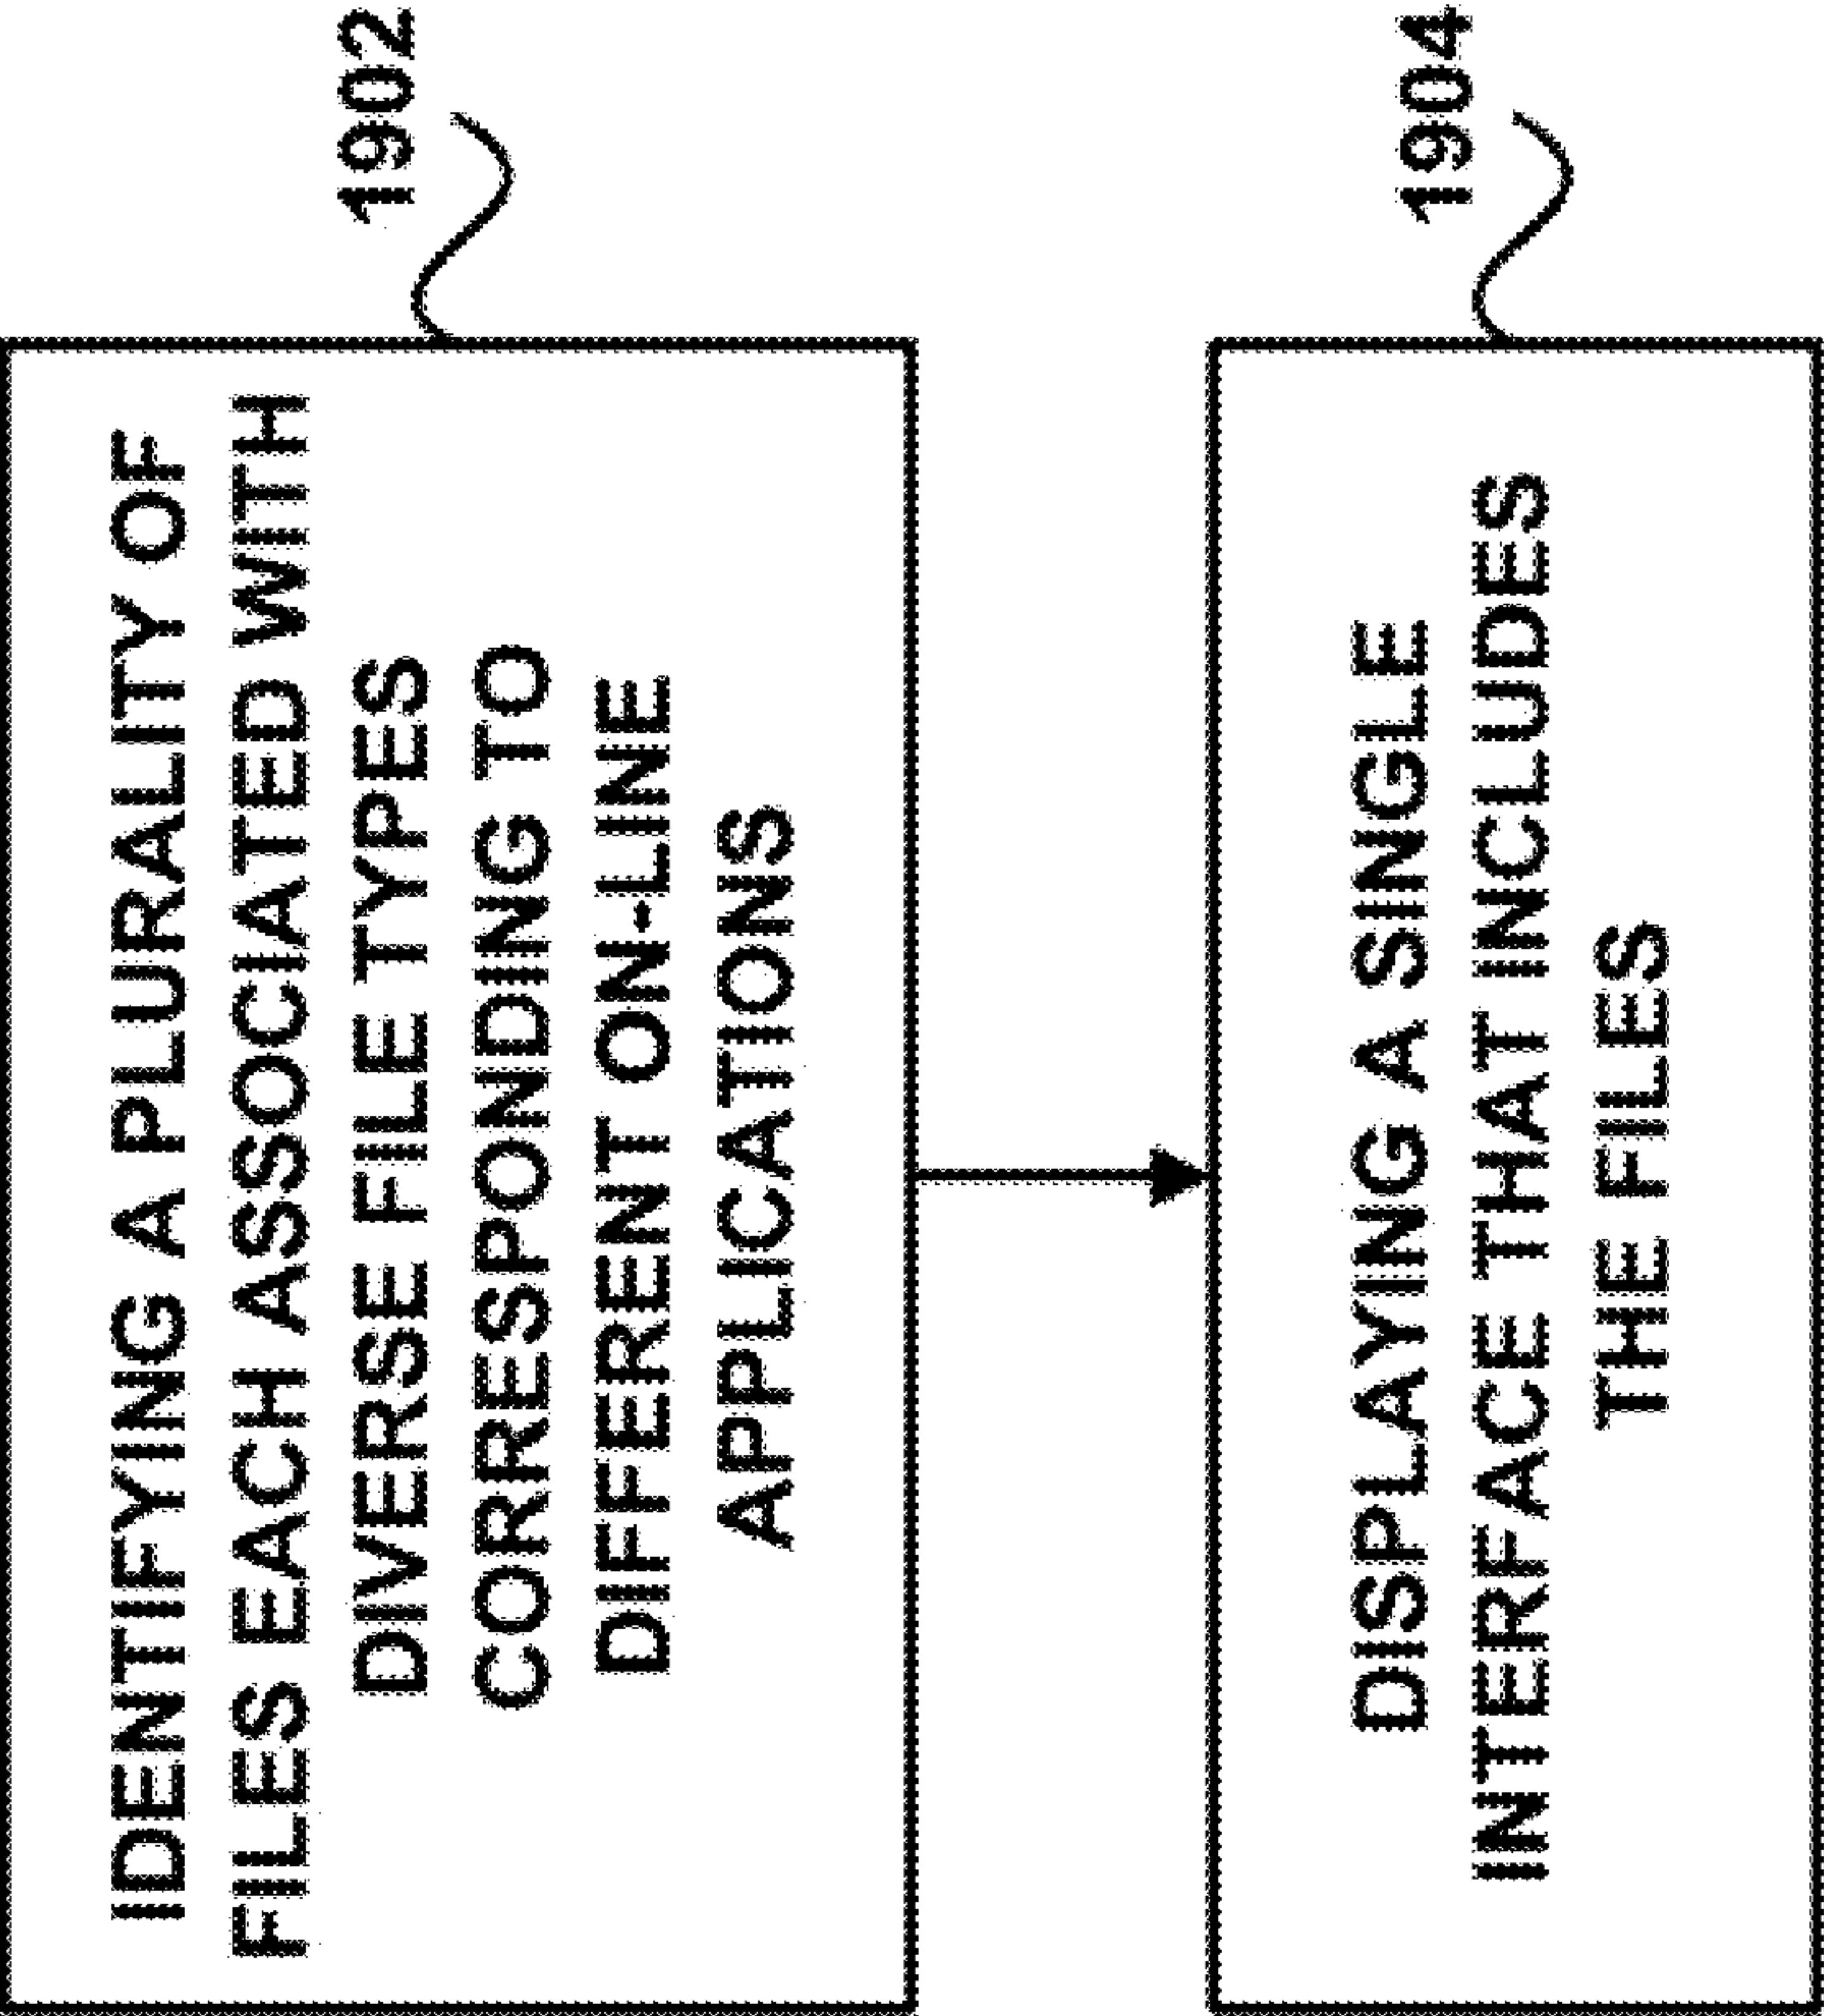 IDENTIFYING A PLURALITY OF
FILES EACH ASSOCIATED WITH
DIVERSE FILE TYPES
CORRESPONDING TO
DIFFERENT ON-LINE
APPLICATIONS
1902
DISPLAYING A SINGLE
INTERFACE THAT INCLUDES
THE FILES
1904